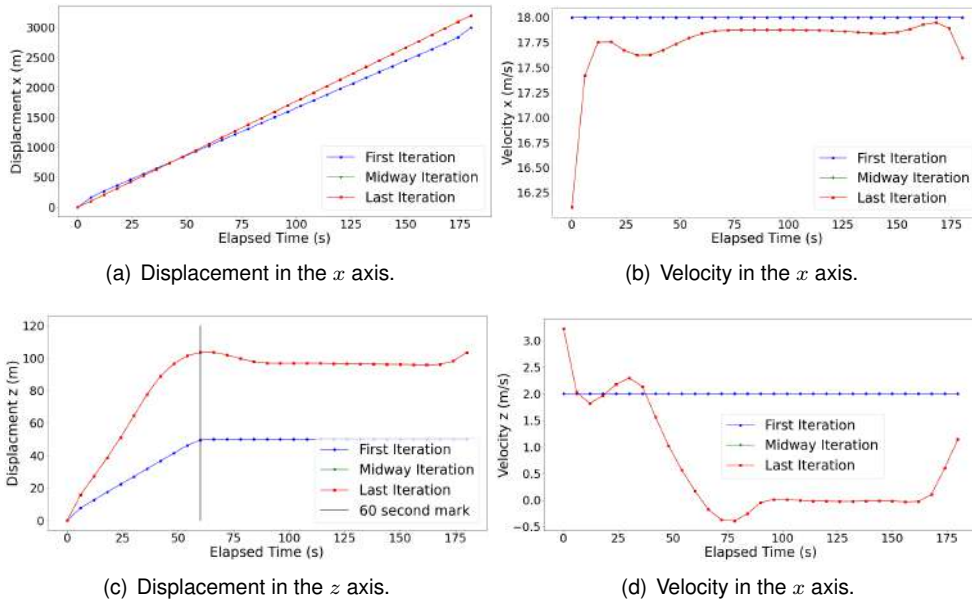 Displacment x (m)
3000
2500
2000
1500
1000
500
0
First Iteration
Midway Iteration
Last Iteration
0 25 50 75 100 125 150 175
Elapsed Time (s)
(a) Displacement in the x axis.
Velocity x (m/s)
18.00
17.75
17.50
17.25
17.00
16.75
16.50
16.25
First Iteration
Midway Iteration
Last Iteration
0 25 50 75 100 125 150 175
Elapsed Time (s)
(b) Velocity in the x axis.
Displacment z (m)
120
100
80
60
40
20
0
First Iteration
Midway Iteration
Last Iteration
60 second mark
0 25 50 75 100 125 150 175
Elapsed Time (s)
(c) Displacement in the z axis.
Velocity z (m/s)
3.0
2.5
2.0
1.5
1.0
0.5
0.0
−0.5
First Iteration
Midway Iteration
Last Iteration
0 25 50 75 100 125 150 175
Elapsed Time (s)
(d) Velocity in the x axis.